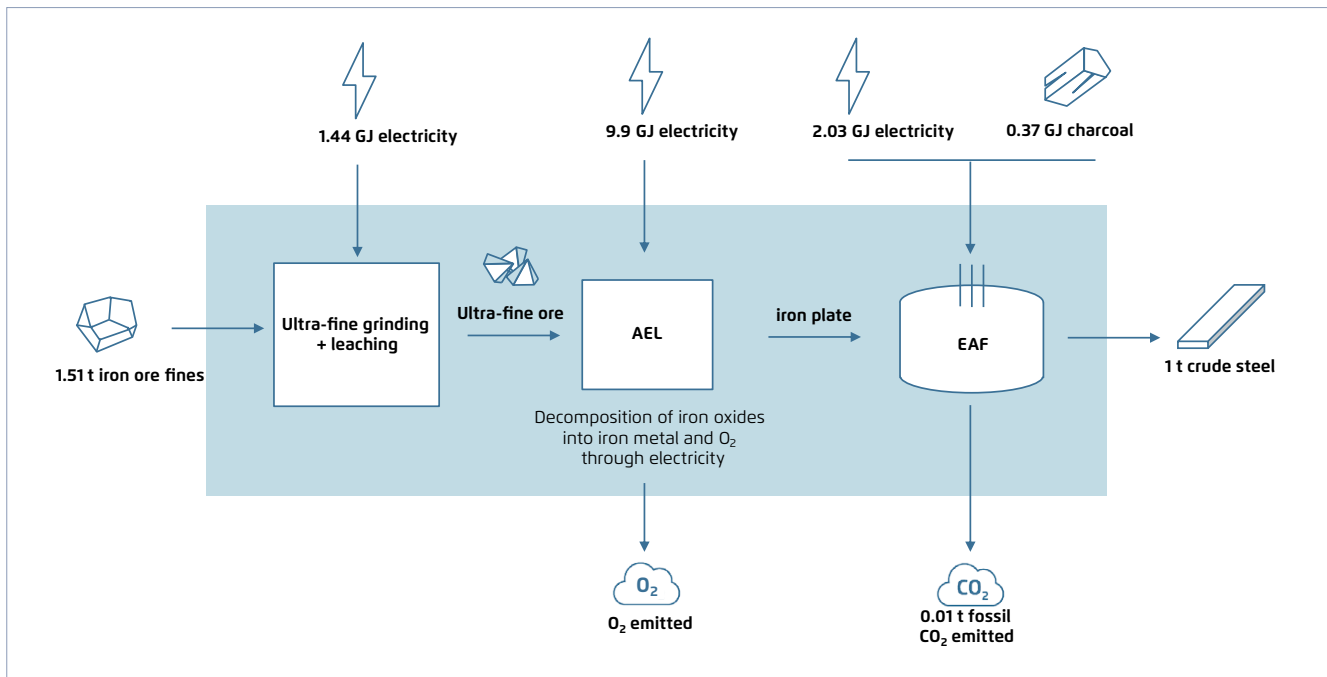 1.44 GJ electricity
9.9 GJ electricity
2.03 GJ electricity
0.37 GJ charcoal
1.51 t iron ore fines
Ultra-fine grinding
+ leaching
Ultra-fine ore
AEL
iron plate
EAF
1 t crude steel
Decomposition of iron oxides
into iron metal and O₂
through electricity
O₂
O₂ emitted
CO₂
0.01 t fossil
CO₂ emitted